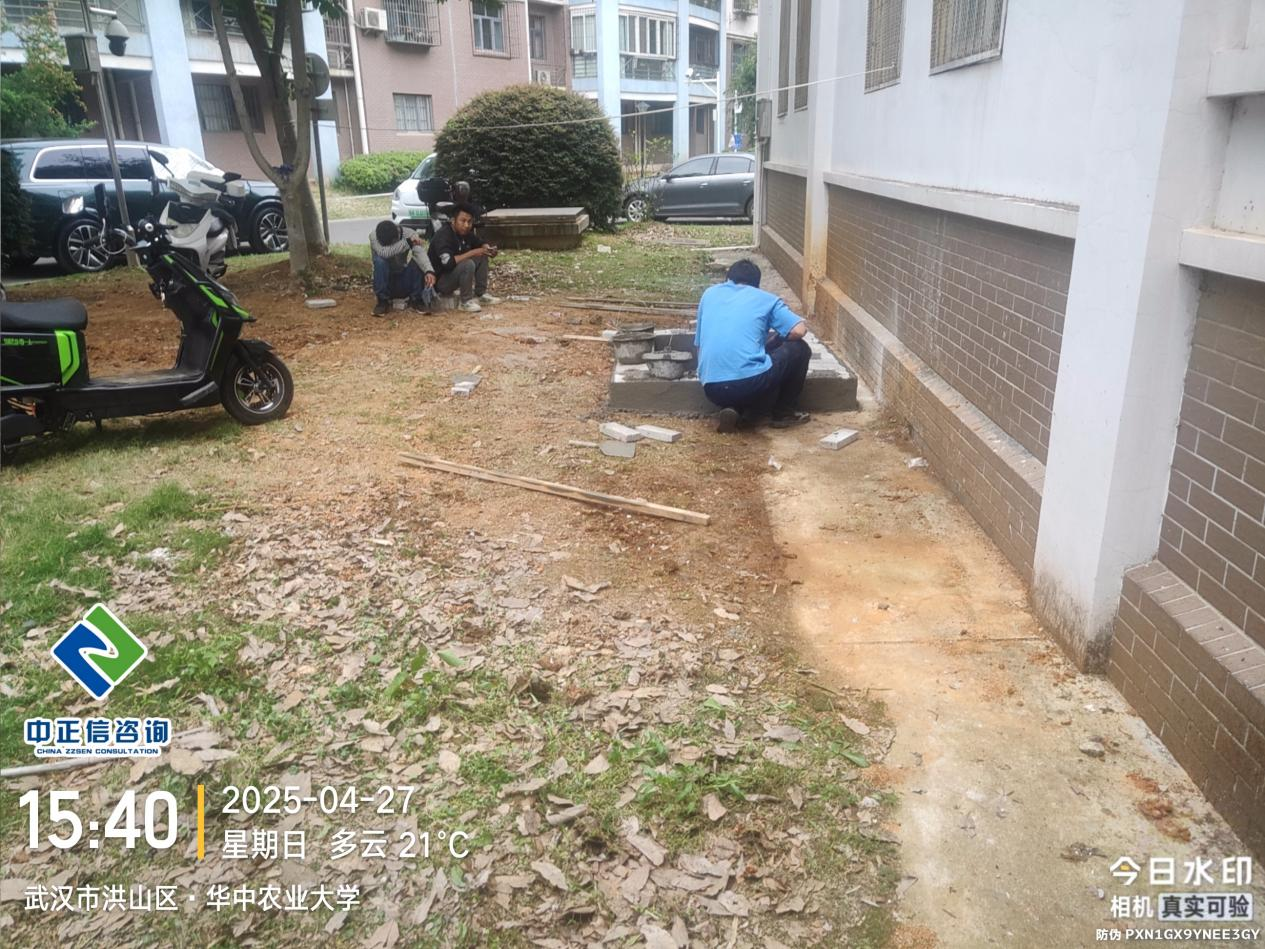 中正信咨询
CHINA ZZSEN CONSULTATION
15:40
2025-04-27
星期日 多云 21°C
武汉市洪山区·华中农业大学
今日水印
相机 真实可验
防伪 PXN1GX9YNEE3GY